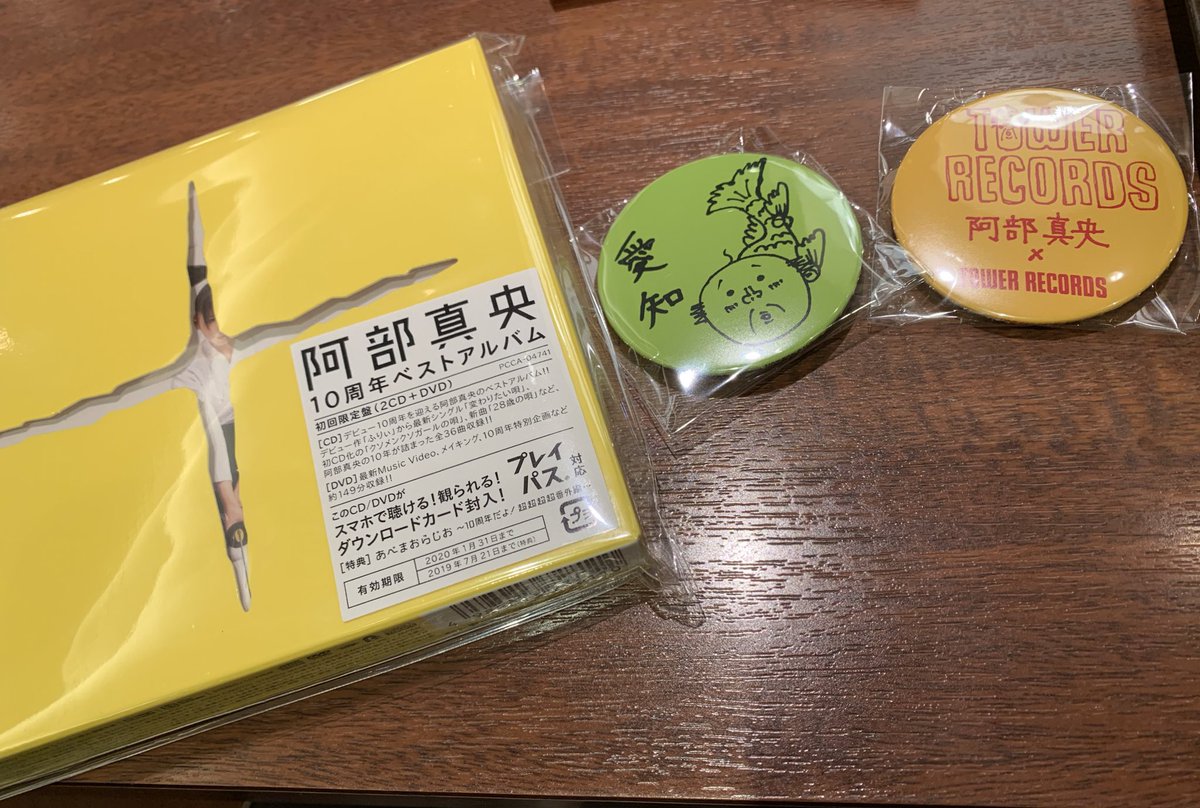 阿部真央
10周年ベストアルバム
初回限定盤(2CD+DVD)
PCCA-04741
[CD]デビュー10周年を迎える阿部真央のベストアルバム!!
デビュー作「ふりぃ」から最新シングル「変わりたい唄」、
初CD化の「クソメンクソガールの唄」、新曲「28歳の唄」など、
阿部真央の10年が詰まった全36曲収録!!
[DVD]最新Music Video、メイキング、10周年特別企画など
約149分収録!!
このCD/DVDが
スマホで聴ける!観られる!
ダウンロードカード封入!
プレイパス®対応
[特典]あべまおらじお ~10周年だよ!超超超超番外編…
有効期限
2020年1月31日まで
2019年7月21日まで(特典)
愛知
TOWER
RECORDS
阿部真央
×
TOWER RECORDS